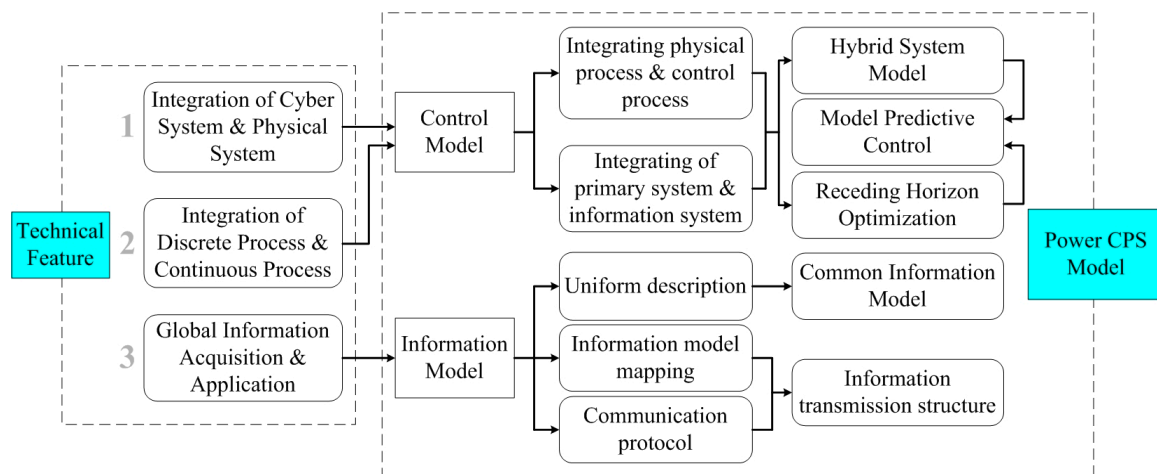 Technical
Feature
1
Integration of Cyber
System & Physical
System
2
Integration of
Discrete Process &
Continuous Process
3
Global Information
Acquisition &
Application
Control
Model
Information
Model
Integrating physical
process & control
process
Integrating of
primary system &
information system
Uniform description
Information model
mapping
Communication
protocol
Hybrid System
Model
Model Predictive
Control
Receding Horizon
Optimization
Common Information
Model
Information
transmission structure
Power CPS
Model